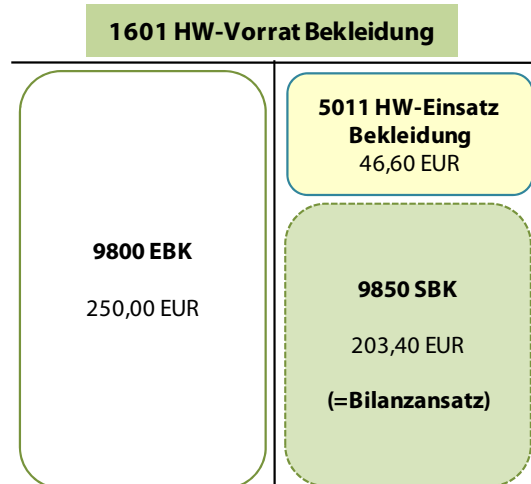 1601 HW-Vorrat Bekleidung
9800 EBK
250,00 EUR
5011 HW-Einsatz
Bekleidung
46,60 EUR
9850 SBK
203,40 EUR
(=Bilanzansatz)